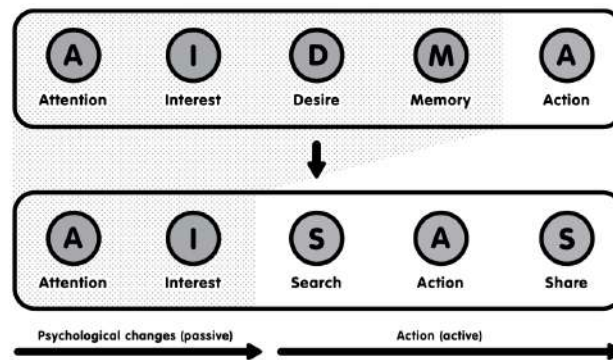 A I D M A
Attention Interest Desire Memory Action
A I S A S
Attention Interest Search Action Share
Psychological changes (passive) Action (active)